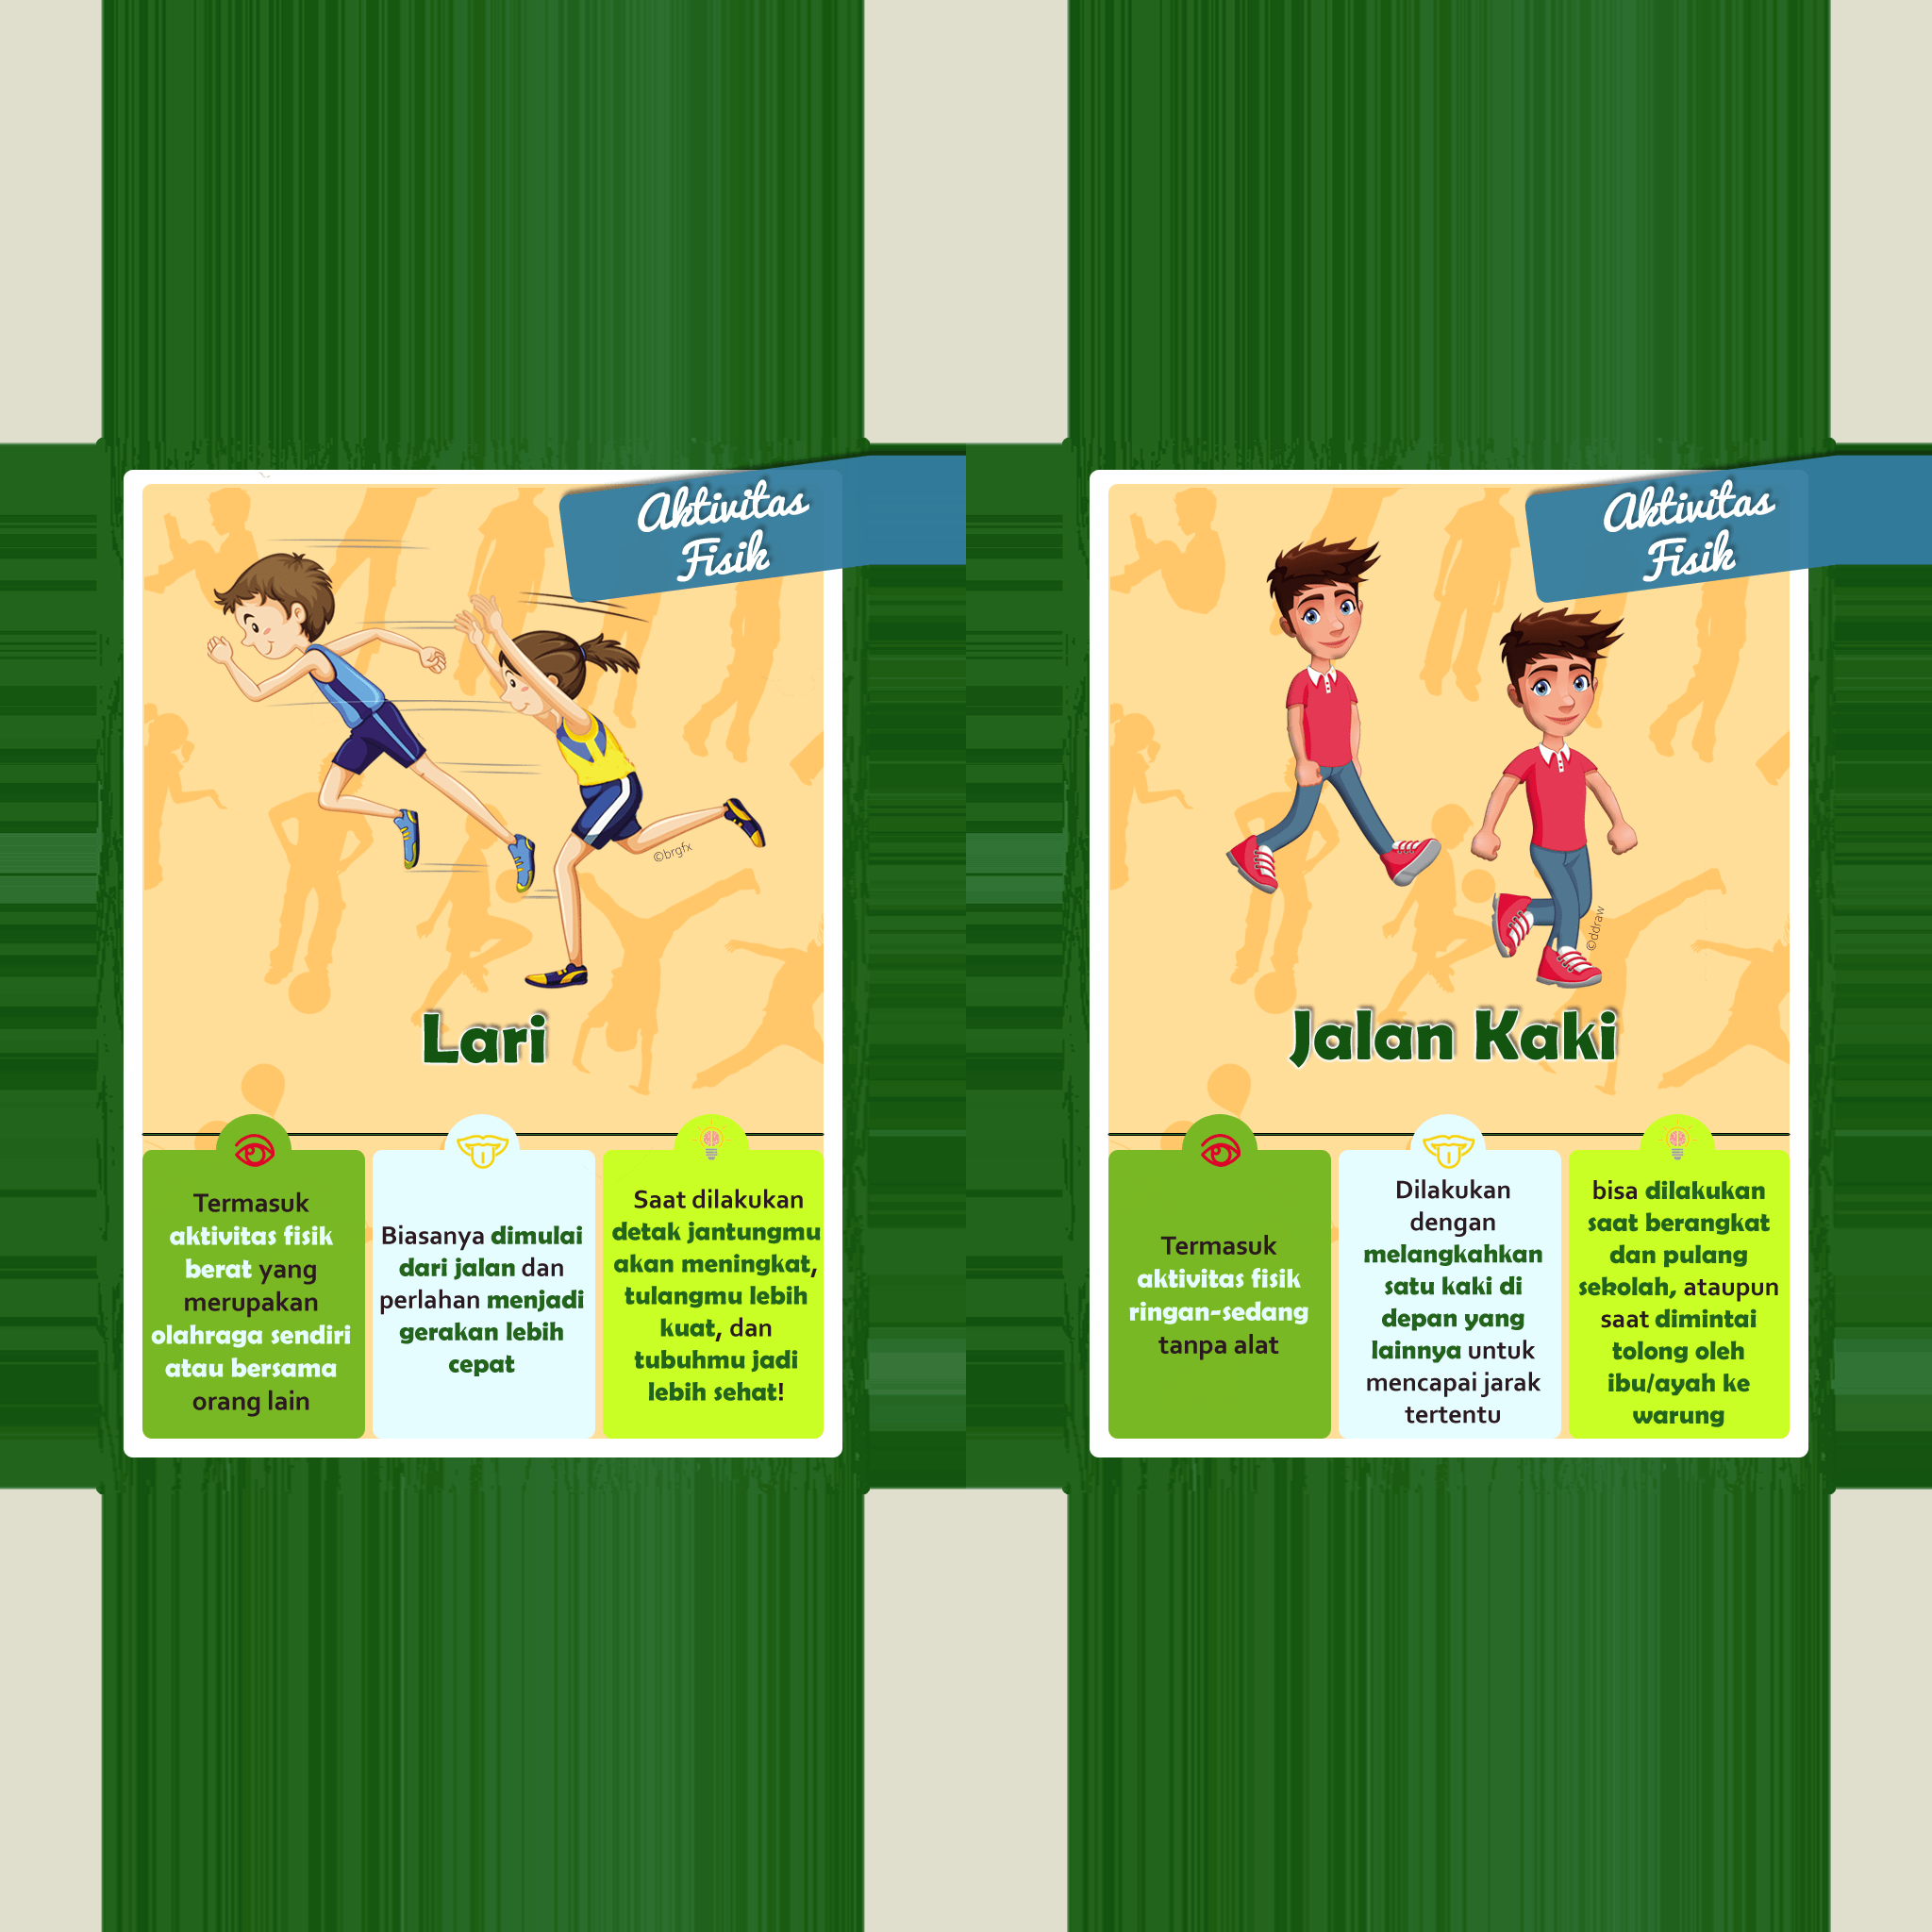 Aktivitas
Fisik
©brgfx
Lari
Termasuk
aktivitas fisik
berat yang
merupakan
olahraga sendiri
atau bersama
orang lain
Biasanya dimulai
dari jalan dan
perlahan menjadi
gerakan lebih
cepat
Saat dilakukan
detak jantungmu
akan meningkat,
tulangmu lebih
kuat, dan
tubuhmu jadi
lebih sehat!
Aktivitas
Fisik
©ddraw
Jalan Kaki
Termasuk
aktivitas fisik
ringan-sedang
tanpa alat
Dilakukan
dengan
melangkahkan
satu kaki di
depan yang
lainnya untuk
mencapai jarak
tertentu
bisa dilakukan
saat berangkat
dan pulang
sekolah, ataupun
saat dimintai
tolong oleh
ibu/ayah ke
warung